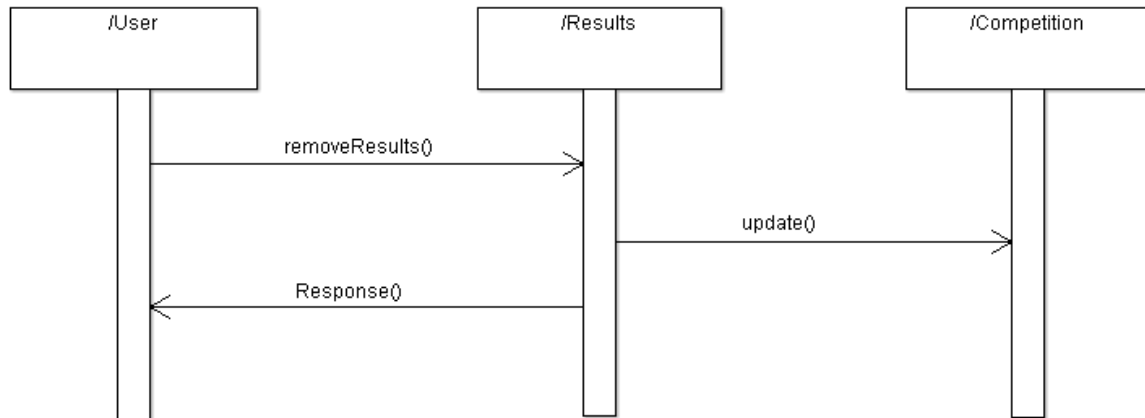 /User
/Results
/Competition
removeResults()
update()
Response()